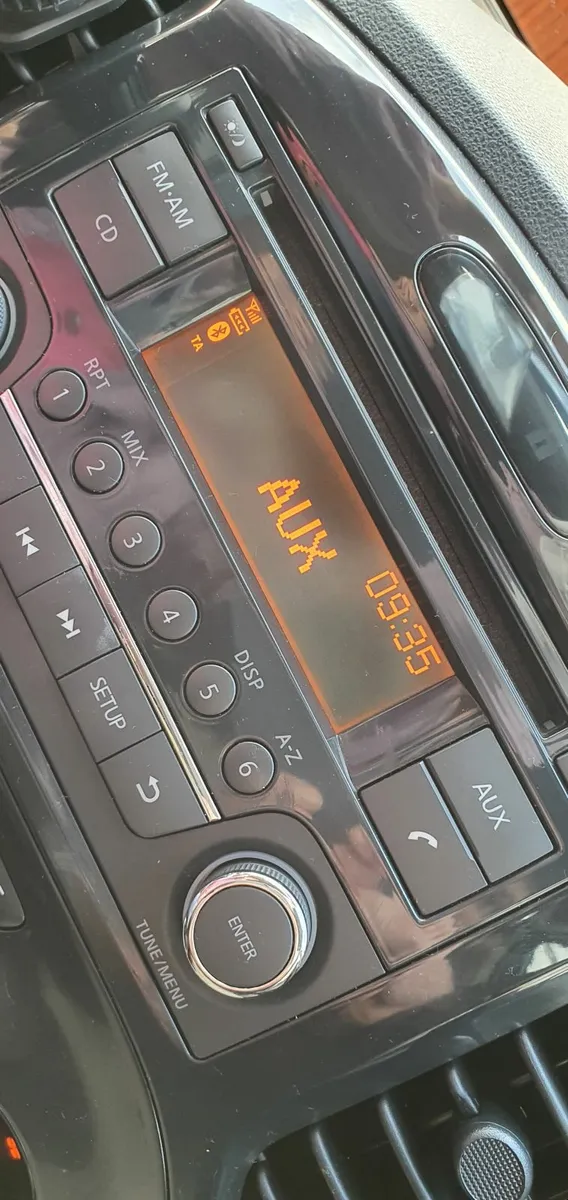 FM·AM
CD
TA
AUX
09:35
RPT
1
MIX
2
3
4
DISP
5
A-Z
6
SETUP
AUX
ENTER
TUNE/MENU